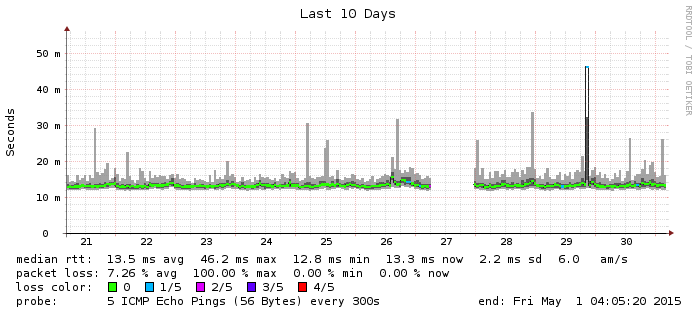 Last 10 Days
RRDTOOL / TOBI OETIKER
Seconds
50 m
40 m
30 m
20 m
10 m
0
21 22 23 24 25 26 27 28 29 30
median rtt: 13.5 ms avg 46.2 ms max 12.8 ms min 13.3 ms now 2.2 ms sd 6.0 am/s
packet loss: 7.26 % avg 100.00 % max 0.00 % min 0.00 % now
loss color: 0 1/5 2/5 3/5 4/5
probe: 5 ICMP Echo Pings (56 Bytes) every 300s end: Fri May 1 04:05:20 2015